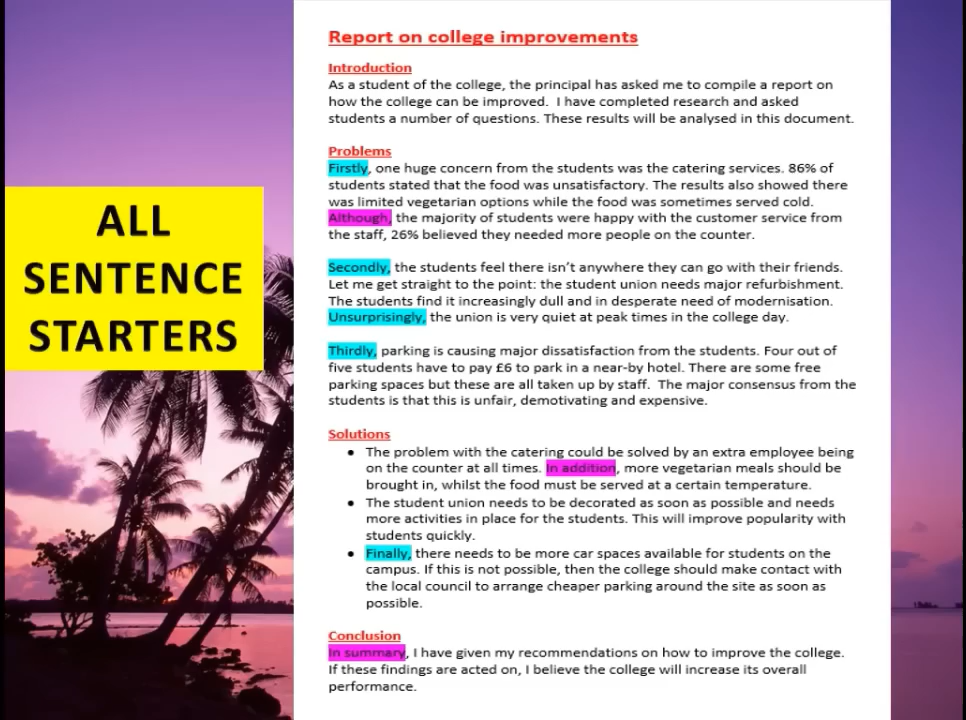 ALL
SENTENCE
STARTERS
Report on college improvements
Introduction
As a student of the college, the principal has asked me to compile a report on
how the college can be improved.  I have completed research and asked
students a number of questions. These results will be analysed in this document.
Problems
Firstly, one huge concern from the students was the catering services. 86% of
students stated that the food was unsatisfactory. The results also showed there
was limited vegetarian options while the food was sometimes served cold.
Although, the majority of students were happy with the customer service from
the staff, 26% believed they needed more people on the counter.
Secondly, the students feel there isn't anywhere they can go with their friends.
Let me get straight to the point: the student union needs major refurbishment.
The students find it increasingly dull and in desperate need of modernisation.
Unsurprisingly, the union is very quiet at peak times in the college day.
Thirdly, parking is causing major dissatisfaction from the students. Four out of
five students have to pay £6 to park in a near-by hotel. There are some free
parking spaces but these are all taken up by staff.  The major consensus from the
students is that this is unfair, demotivating and expensive.
Solutions
• The problem with the catering could be solved by an extra employee being
on the counter at all times. In addition, more vegetarian meals should be
brought in, whilst the food must be served at a certain temperature.
• The student union needs to be decorated as soon as possible and needs
more activities in place for the students. This will improve popularity with
students quickly.
• Finally, there needs to be more car spaces available for students on the
campus. If this is not possible, then the college should make contact with
the local council to arrange cheaper parking around the site as soon as
possible.
Conclusion
In summary, I have given my recommendations on how to improve the college.
If these findings are acted on, I believe the college will increase its overall
performance.